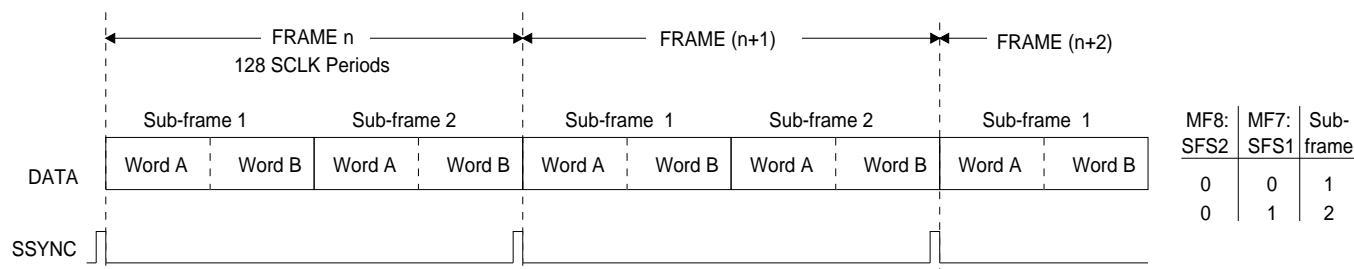 FRAME n
FRAME (n+1)
FRAME (n+2)
128 SCLK Periods
Sub-frame 1
Sub-frame 2
Sub-frame 1
Sub-frame 2
Sub-frame 1
MF8: MF7: Sub-
SFS2 SFS1 frame
DATA
Word A
Word B
Word A
Word B
Word A
Word B
Word A
Word B
Word A
Word B
0 0 1
0 1 2
SSYNC